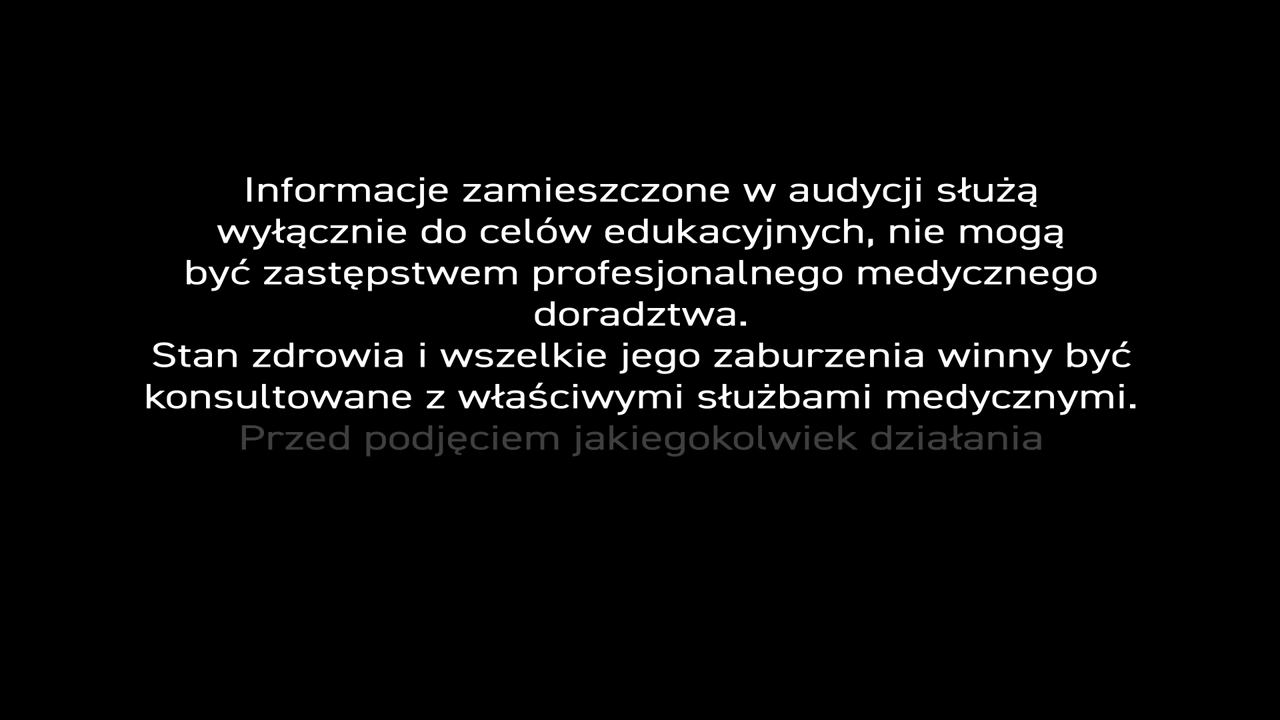 Informacje zamieszczone w audycji służą
wyłącznie do celów edukacyjnych, nie mogą
być zastępstwem profesjonalnego medycznego
doradztwa.
Stan zdrowia i wszelkie jego zaburzenia winny być
konsultowane z właściwymi służbami medycznymi.
Przed podjęciem jakiegokolwiek działania